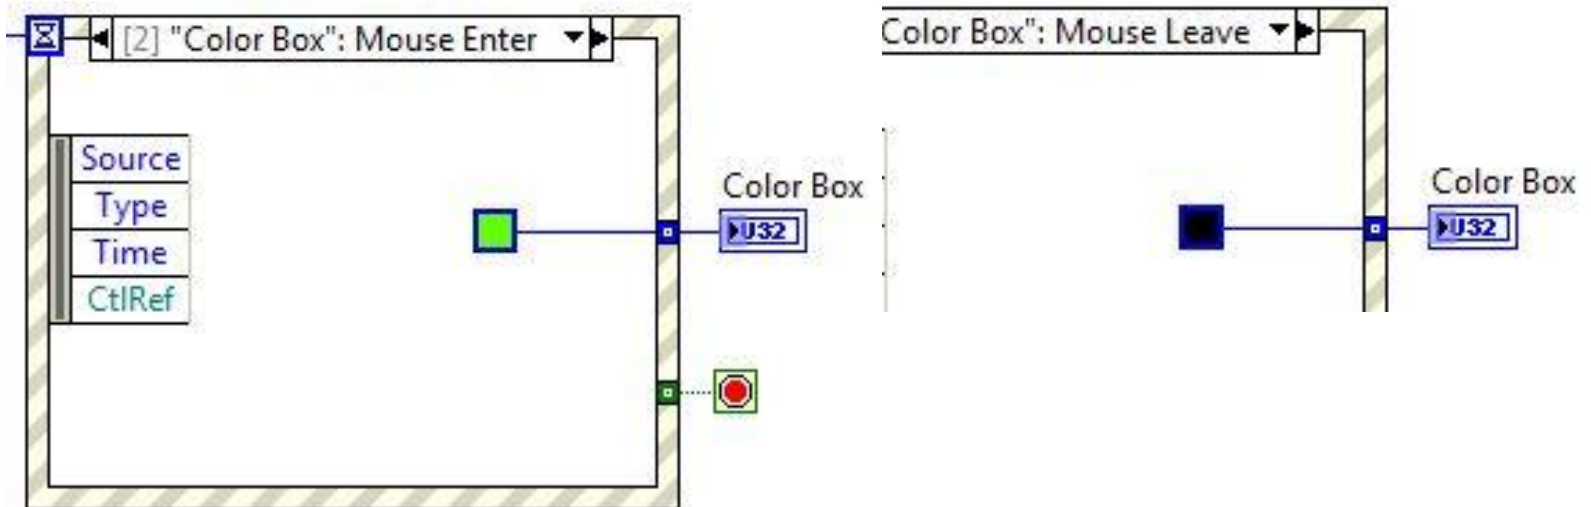 [2] "Color Box": Mouse Enter
Source
Type
Time
CtlRef
Color Box
U32
Color Box": Mouse Leave
Color Box
U32